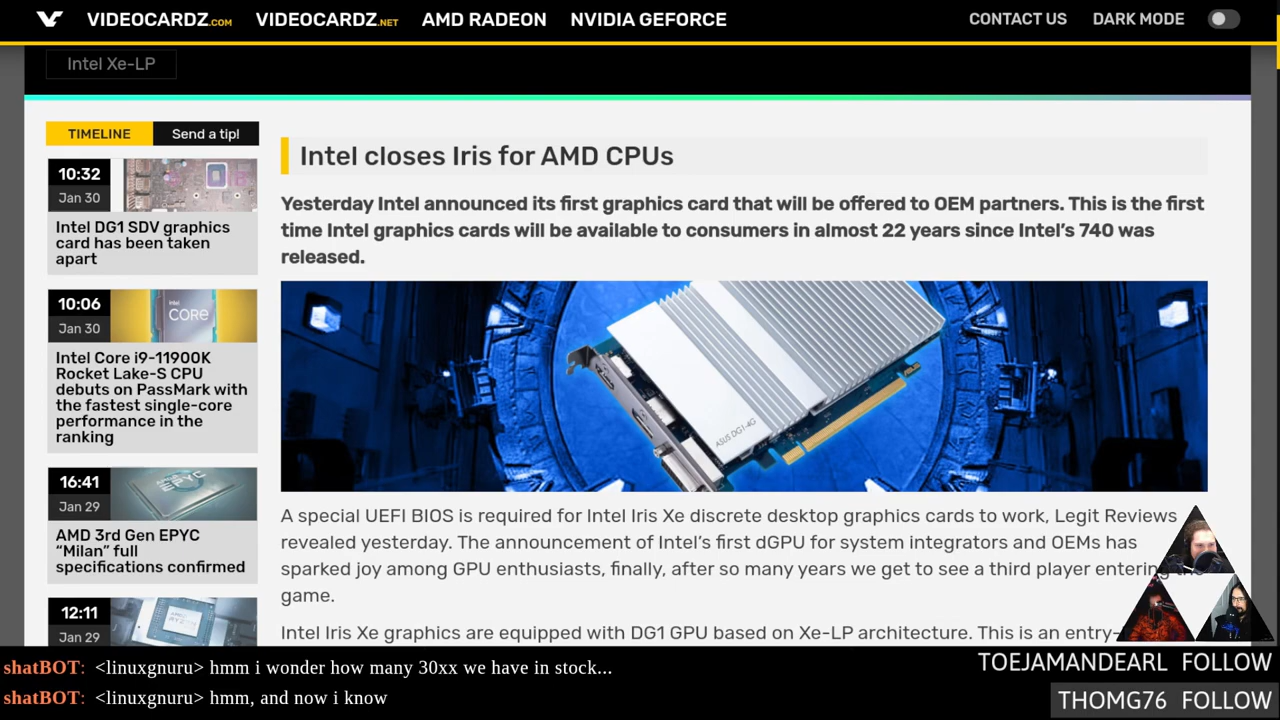 VIDEOCARDZ.COM VIDEOCARDZ.NET AMD RADEON NVIDIA GEFORCE CONTACT US DARK MODE
Intel Xe-LP
TIMELINE Send a tip!
10:32
Jan 30
Intel DG1 SDV graphics
card has been taken
apart
10:06
Jan 30
intel
CORE
Intel Core i9-11900K
Rocket Lake-S CPU
debuts on PassMark with
the fastest single-core
performance in the
ranking
16:41
Jan 29
EPYC
AMD 3rd Gen EPYC
“Milan” full
specifications confirmed
12:11
Jan 29
Intel closes Iris for AMD CPUs
Yesterday Intel announced its first graphics card that will be offered to OEM partners. This is the first
time Intel graphics cards will be available to consumers in almost 22 years since Intel’s 740 was
released.
ASUS DG1-4G
A special UEFI BIOS is required for Intel Iris Xe discrete desktop graphics cards to work, Legit Reviews
revealed yesterday. The announcement of Intel’s first dGPU for system integrators and OEMs has
sparked joy among GPU enthusiasts, finally, after so many years we get to see a third player entering the
game.
Intel Iris Xe graphics are equipped with DG1 GPU based on Xe-LP architecture. This is an entry-
shatBOT: <linuxgnuru> hmm i wonder how many 30xx we have in stock...
shatBOT: <linuxgnuru> hmm, and now i know
TOEJAMANDEARL FOLLOW
THOMG76 FOLLOW